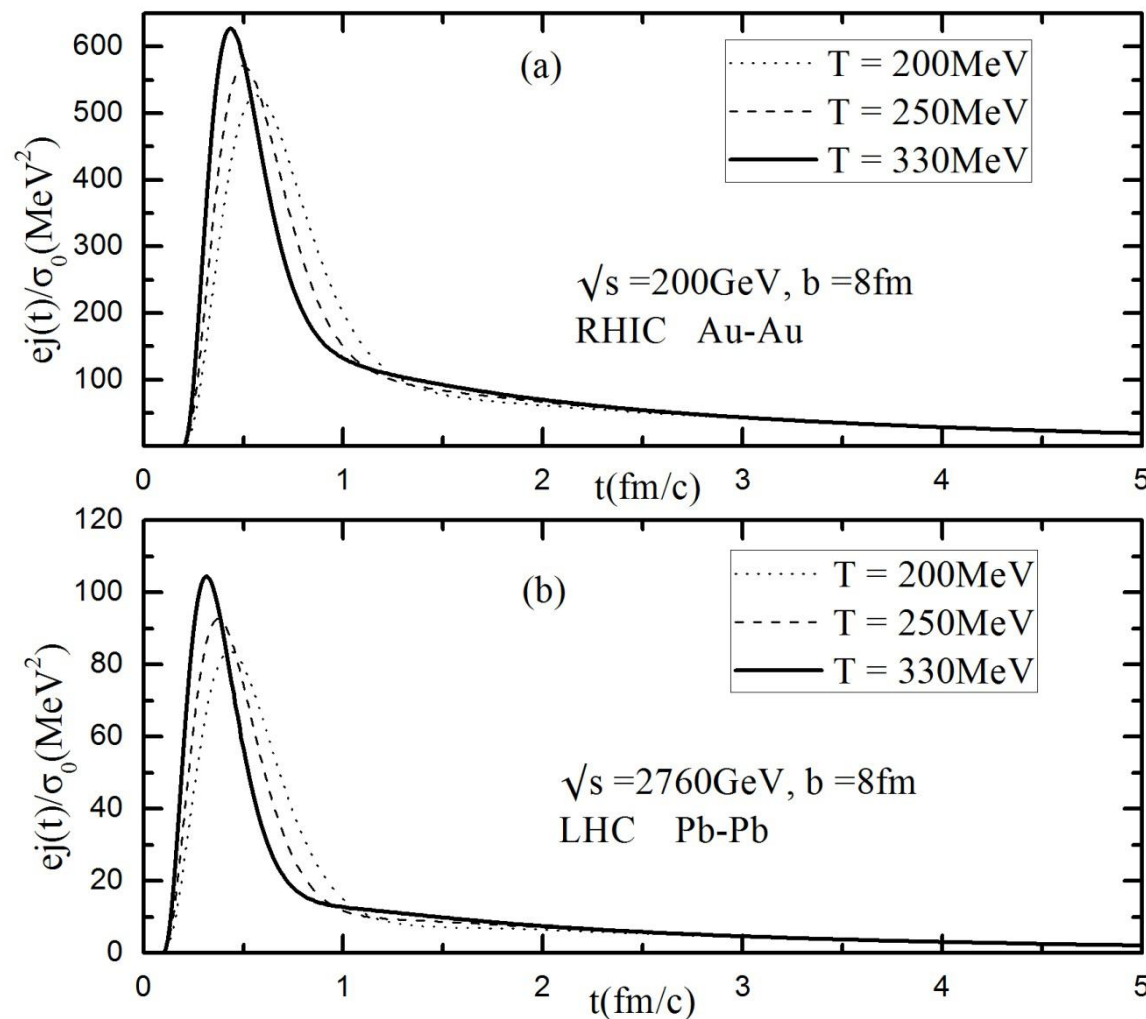 ej(t)/σ₀(MeV²)
600
500
400
300
200
100
(a)
T = 200MeV
T = 250MeV
T = 330MeV
√s =200GeV, b =8fm
RHIC Au-Au
0 1 2 3 4 5
t(fm/c)
ej(t)/σ₀(MeV²)
120
100
80
60
40
20
0
(b)
T = 200MeV
T = 250MeV
T = 330MeV
√s =2760GeV, b =8fm
LHC Pb-Pb
0 1 2 3 4 5
t(fm/c)